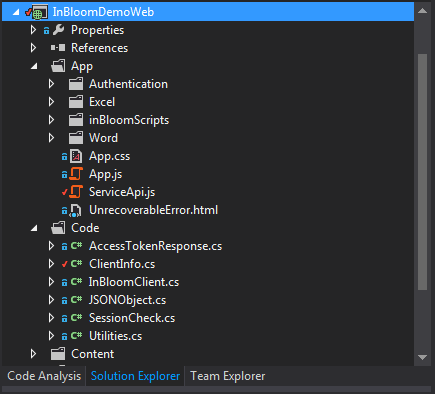 InBloomDemoWeb
Properties
References
App
Authentication
Excel
inBloomScripts
Word
App.css
App.js
ServiceApi.js
UnrecoverableError.html
Code
C# AccessTokenResponse.cs
C# ClientInfo.cs
C# InBloomClient.cs
C# JSONObject.cs
C# SessionCheck.cs
C# Utilities.cs
Content
Code Analysis Solution Explorer Team Explorer